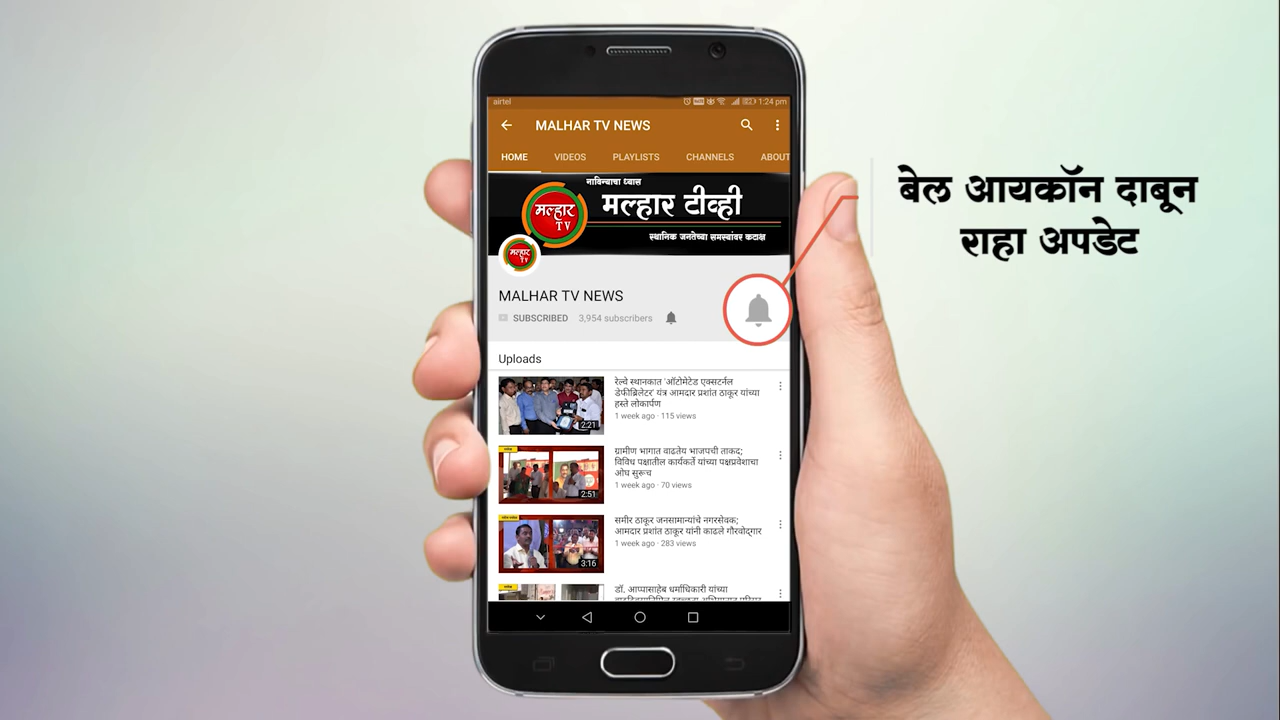 airtel 1:24 pm
MALHAR TV NEWS
HOME VIDEOS PLAYLISTS CHANNELS ABOUT
नाविन्याचा ध्यास
मल्हार टीव्ही
स्थानिक जनतेच्या समस्यांवर कटाक्ष
मल्हार
TV
मल्हार
TV
बेल आयकॉन दाबून
राहा अपडेट
MALHAR TV NEWS
SUBSCRIBED 3,954 subscribers
Uploads
रेल्वे स्थानकात 'ऑटोमेटेड एक्सटर्नल
डेफीब्रिलेटर' यंत्र आमदार प्रशांत ठाकूर यांच्या
हस्ते लोकार्पण
1 week ago · 115 views
2:21
ग्रामीण भागात वाढतेय भाजपची ताकद;
विविध पक्षातील कार्यकर्ते यांच्या पक्षप्रवेशाचा
ओघ सुरूच
1 week ago · 70 views
2:51
समीर ठाकूर जनसामान्यांचे नगरसेवक;
आमदार प्रशांत ठाकूर यांनी काढले गौरवोद्गार
1 week ago · 283 views
3:16
डॉ. आप्पासाहेब धर्माधिकारी यांच्या